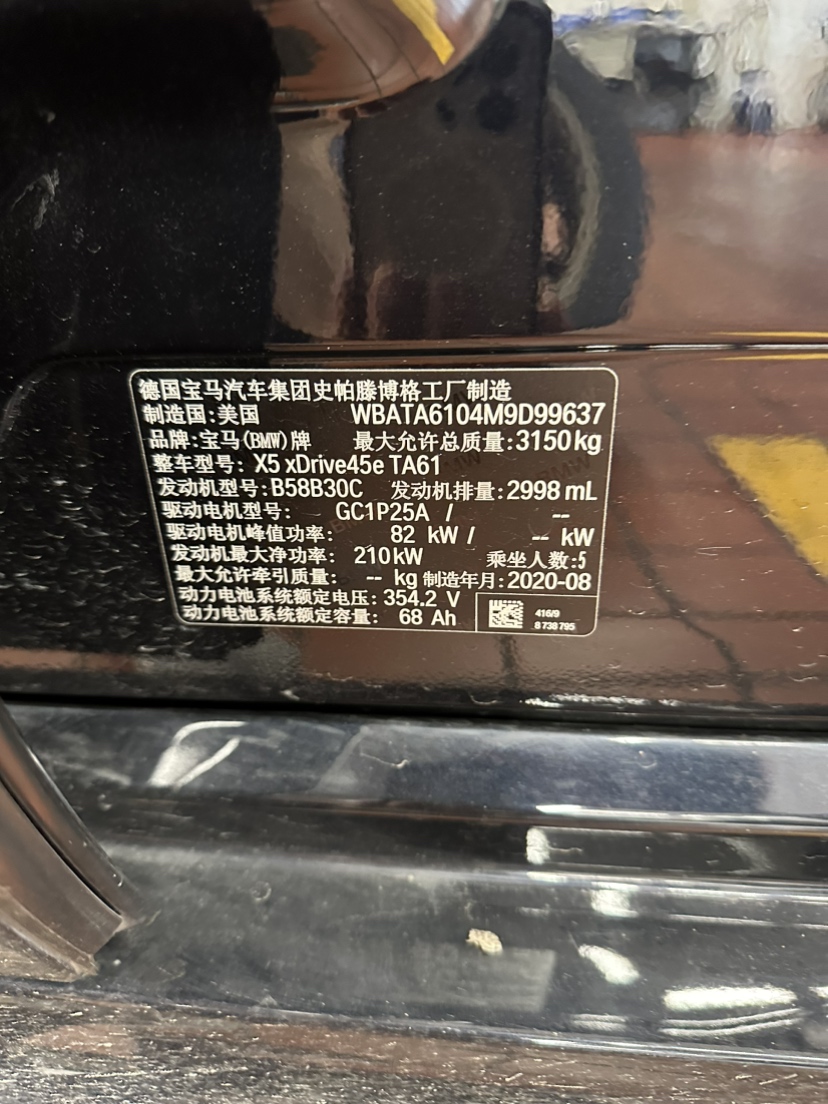 德国宝马汽车集团史帕滕博格工厂制造
制造国:美国 WBATA6104M9D99637
品牌:宝马(BMW)牌 最大允许总质量:3150kg
整车型号: X5 xDrive45e TA61
发动机型号:B58B30C 发动机排量:2998 mL
驱动电机型号: GC1P25A / --
驱动电机峰值功率: 82 kW / -- kW
发动机最大净功率: 210kW 乘坐人数:5
最大允许牵引质量: -- kg 制造年月:2020-08
动力电池系统额定电压: 354.2 V
动力电池系统额定容量: 68 Ah
416/9
8 738 795